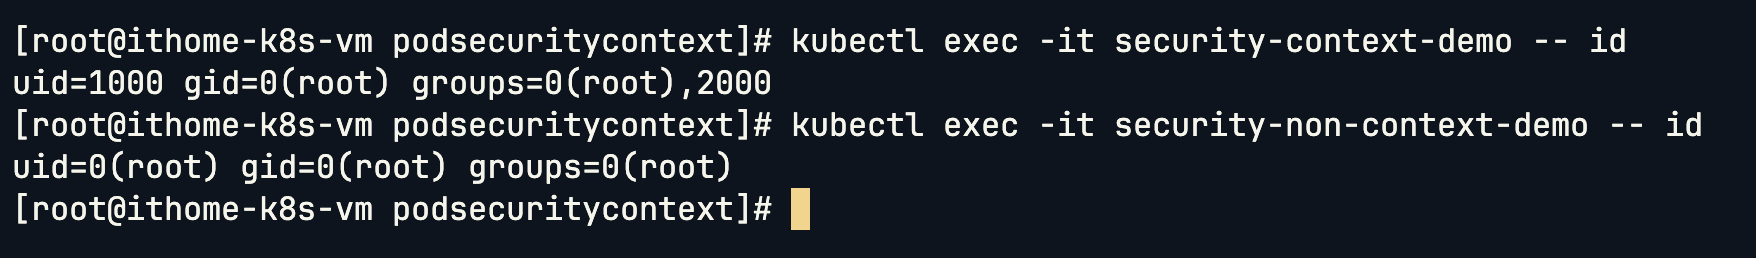 [root@ithome-k8s-vm podsecuritycontext]# kubectl exec -it security-context-demo -- id
uid=1000 gid=0(root) groups=0(root),2000
[root@ithome-k8s-vm podsecuritycontext]# kubectl exec -it security-non-context-demo -- id
uid=0(root) gid=0(root) groups=0(root)
[root@ithome-k8s-vm podsecuritycontext]#